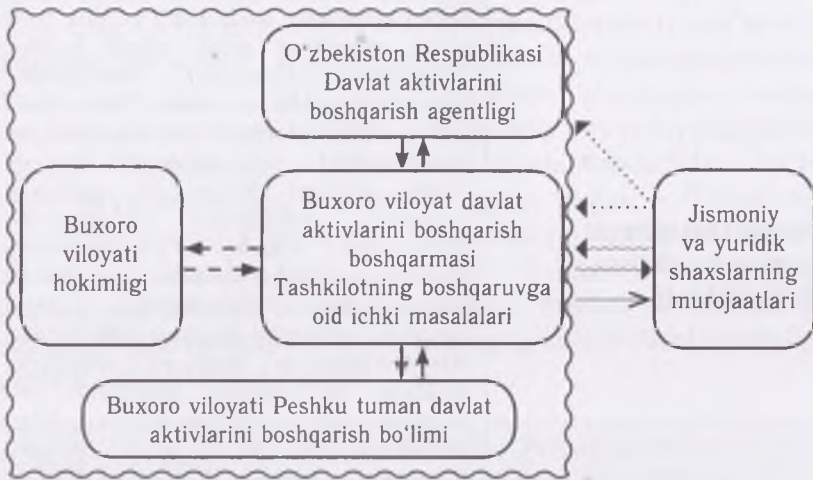 O‘zbekiston Respublikasi
Davlat aktivlarini
boshqarish agentligi
Buxoro
viloyati
hokimligi
Buxoro viloyat davlat
aktivlarini boshqarish
boshqarmasi
Tashkilotning boshqaruvga
oid ichki masalalari
Jismoniy
va yuridik
shaxslarning
murojaatlari
Buxoro viloyati Peshku tuman davlat
aktivlarini boshqarish bo‘limi